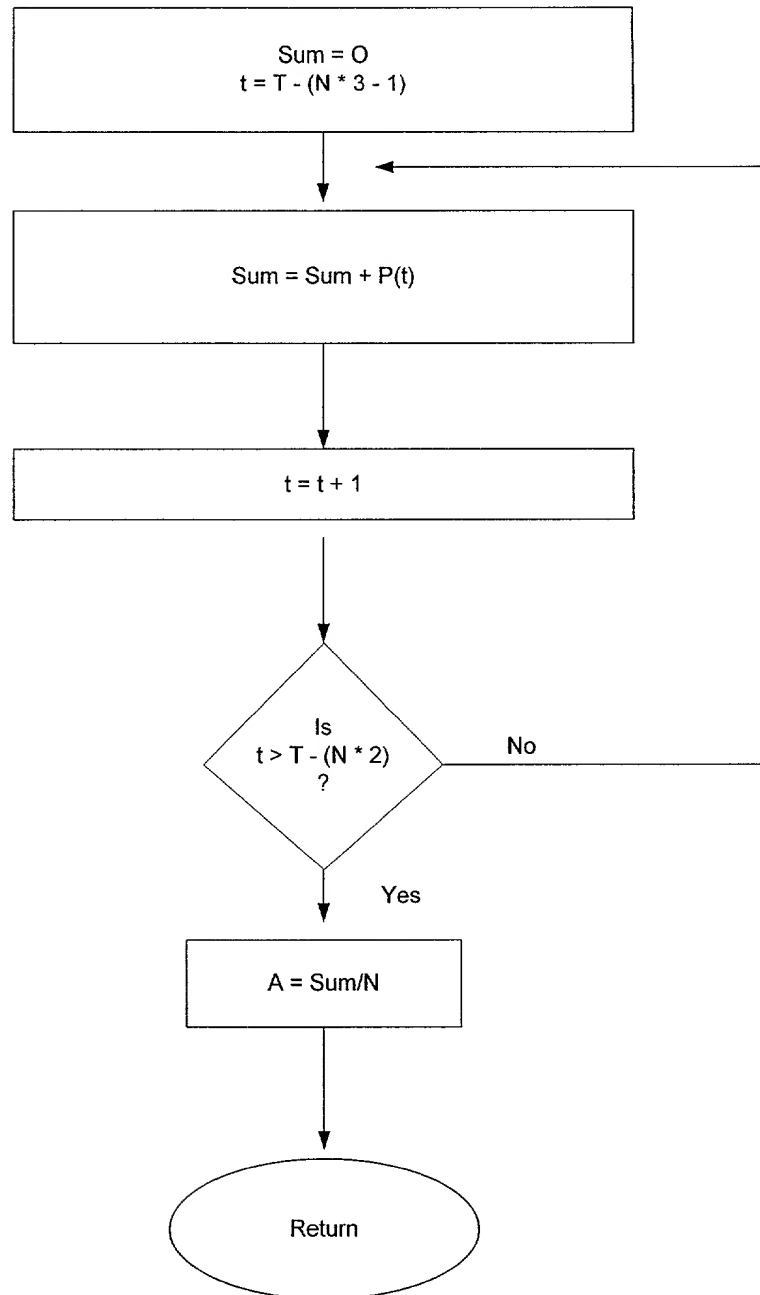 Sum = O
t = T - (N * 3 - 1)
Sum = Sum + P(t)
t = t + 1
Is
t > T - (N * 2)
?
No
Yes
A = Sum/N
Return